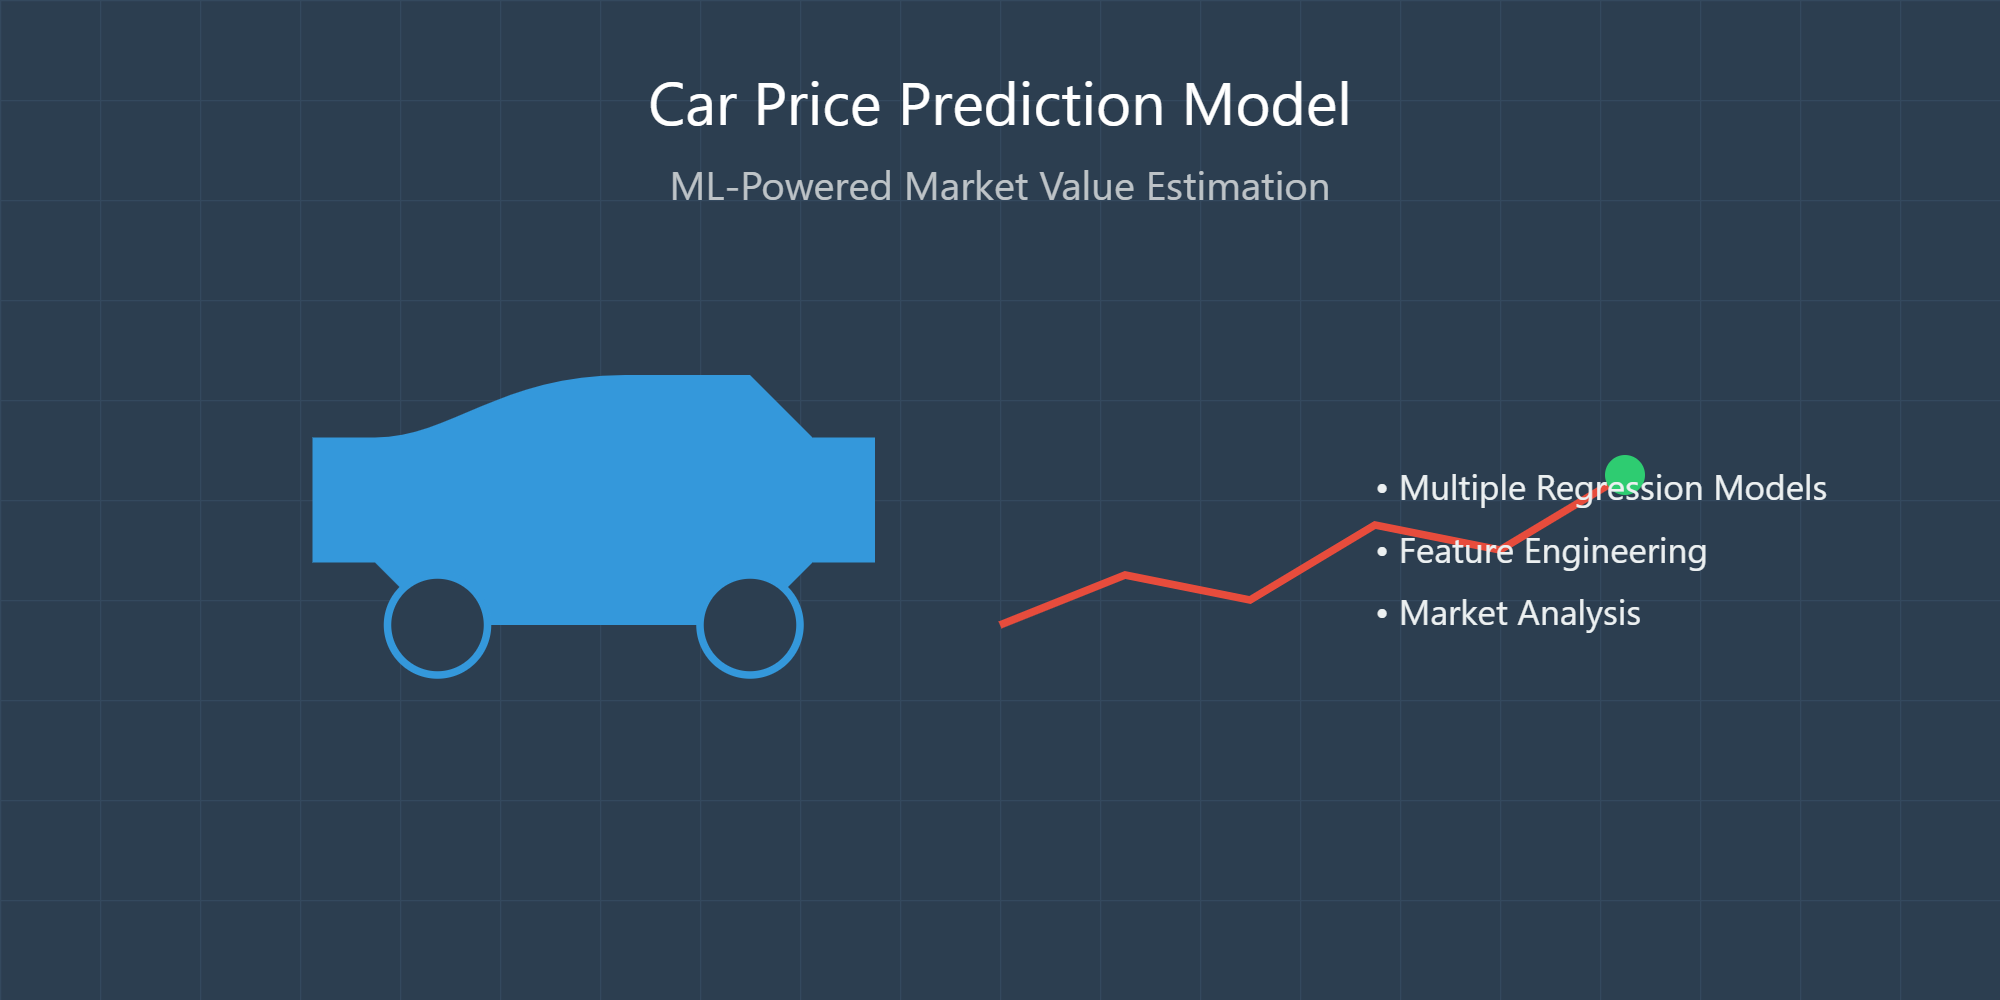 Car Price Prediction Model
ML-Powered Market Value Estimation
• Multiple Regression Models
• Feature Engineering
• Market Analysis